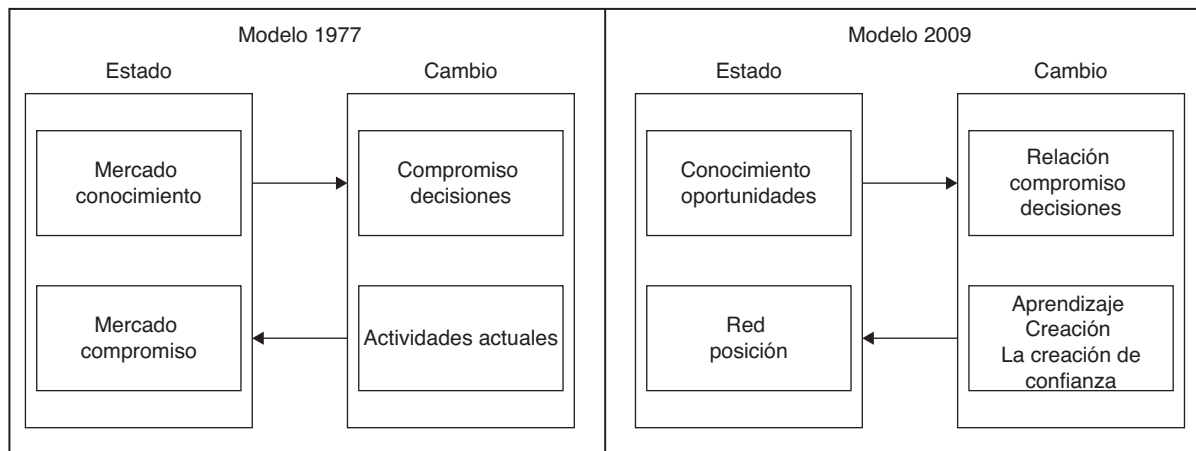 Modelo 1977
Estado
Cambio
Mercado
conocimiento
Compromiso
decisiones
Mercado
compromiso
Actividades actuales
Modelo 2009
Estado
Cambio
Conocimiento
oportunidades
Relación
compromiso
decisiones
Red
posición
Aprendizaje
Creación
La creación de
confianza